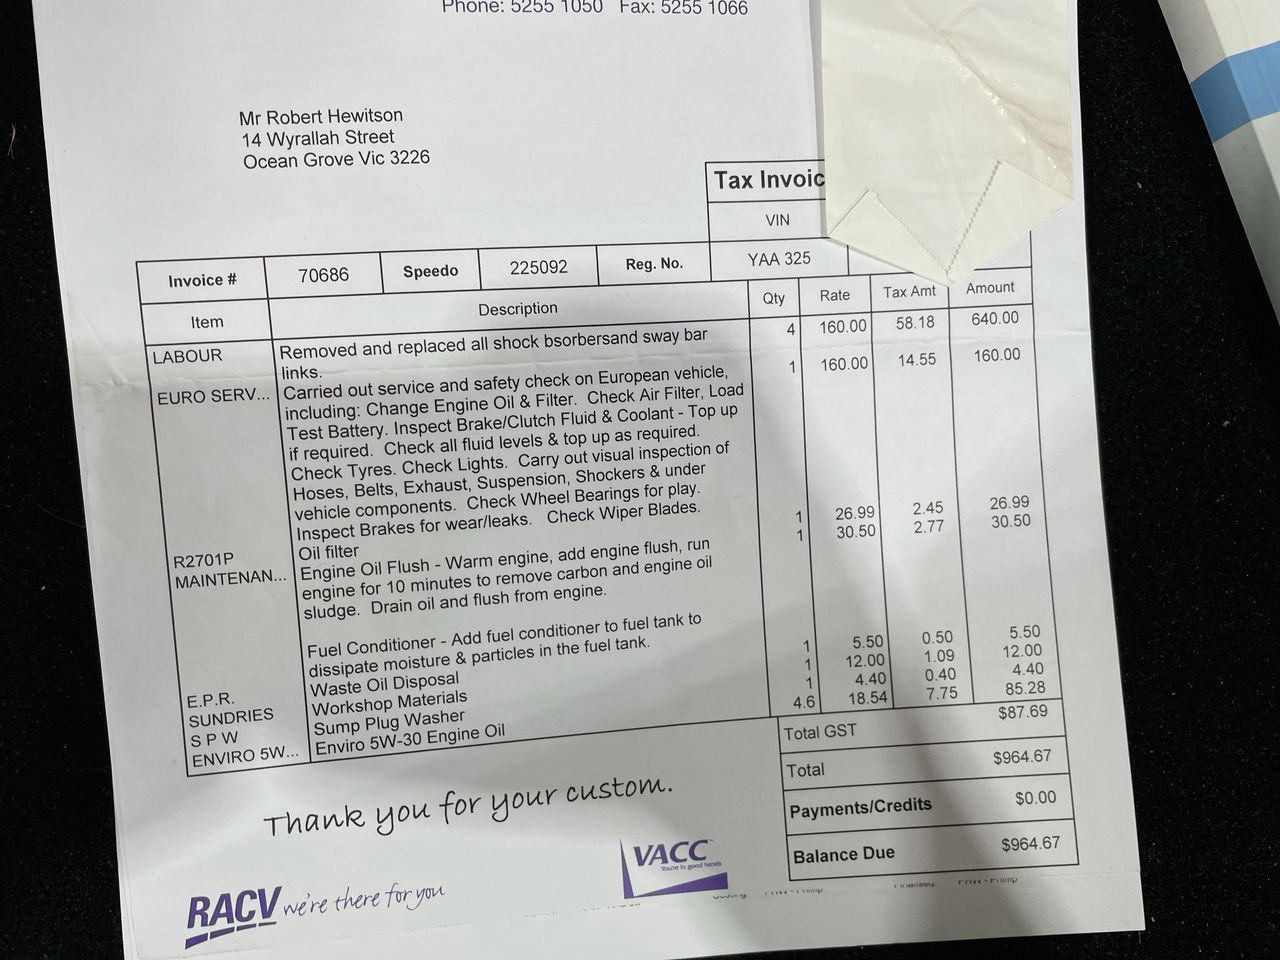 Phone: 5255 1050 Fax: 5255 1066
Mr Robert Hewitson
14 Wyrallah Street
Ocean Grove Vic 3226
Tax Invoic
VIN
Invoice # 70686 Speedo 225092 Reg. No. YAA 325
Item Description Qty Rate Tax Amt Amount
LABOUR Removed and replaced all shock bsorbersand sway bar 4 160.00 58.18 640.00
links.
EURO SERV... Carried out service and safety check on European vehicle, 1 160.00 14.55 160.00
including: Change Engine Oil & Filter. Check Air Filter, Load
Test Battery. Inspect Brake/Clutch Fluid & Coolant - Top up
if required. Check all fluid levels & top up as required.
Check Tyres. Check Lights. Carry out visual inspection of
Hoses, Belts, Exhaust, Suspension, Shockers & under
vehicle components. Check Wheel Bearings for play.
Inspect Brakes for wear/leaks. Check Wiper Blades.
R2701P Oil filter 1 26.99 2.45 26.99
MAINTENAN... Engine Oil Flush - Warm engine, add engine flush, run 1 30.50 2.77 30.50
engine for 10 minutes to remove carbon and engine oil
sludge. Drain oil and flush from engine.
Fuel Conditioner - Add fuel conditioner to fuel tank to
dissipate moisture & particles in the fuel tank.
E.P.R. Waste Oil Disposal 1 5.50 0.50 5.50
SUNDRIES Workshop Materials 1 12.00 1.09 12.00
S P W Sump Plug Washer 1 4.40 0.40 4.40
ENVIRO 5W... Enviro 5W-30 Engine Oil 4.6 18.54 7.75 85.28
Total GST $87.69
Total $964.67
Payments/Credits $0.00
Balance Due $964.67
Thank you for your custom.
RACV we're there for you
VACC
You're in good hands